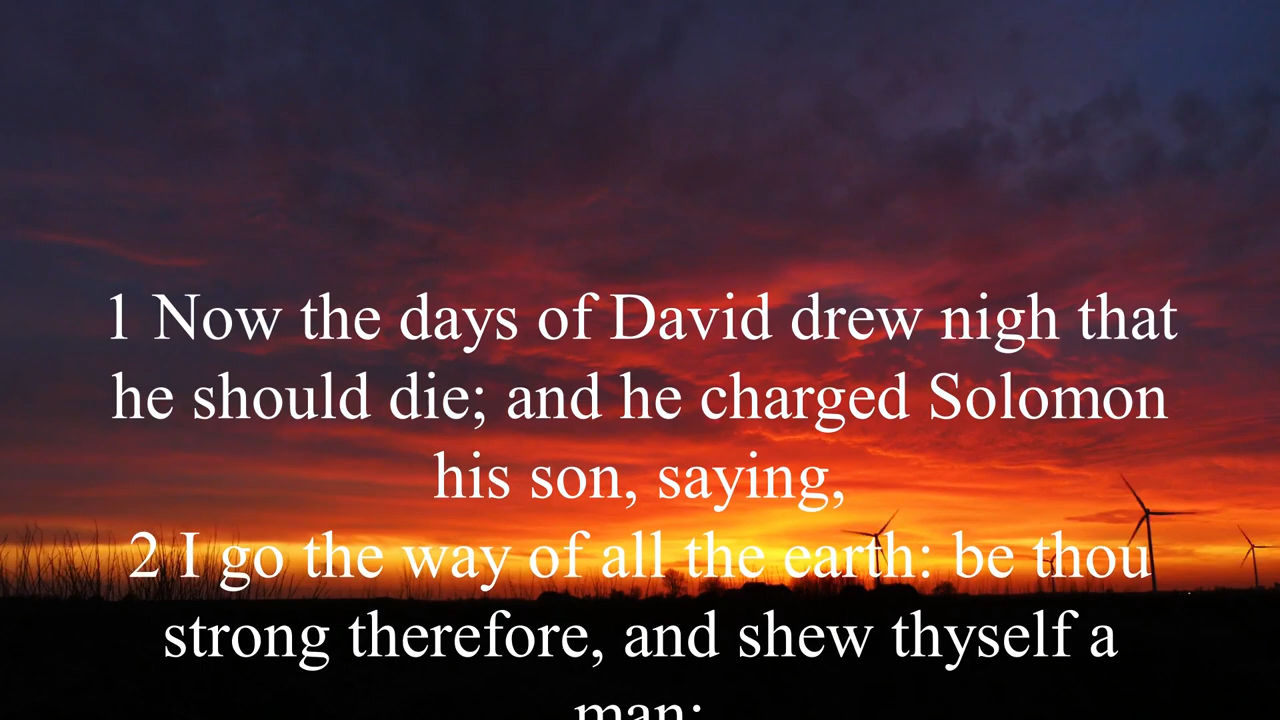 1 Now the days of David drew nigh that
he should die; and he charged Solomon
his son, saying,
2 I go the way of all the earth: be thou
strong therefore, and shew thyself a
man;